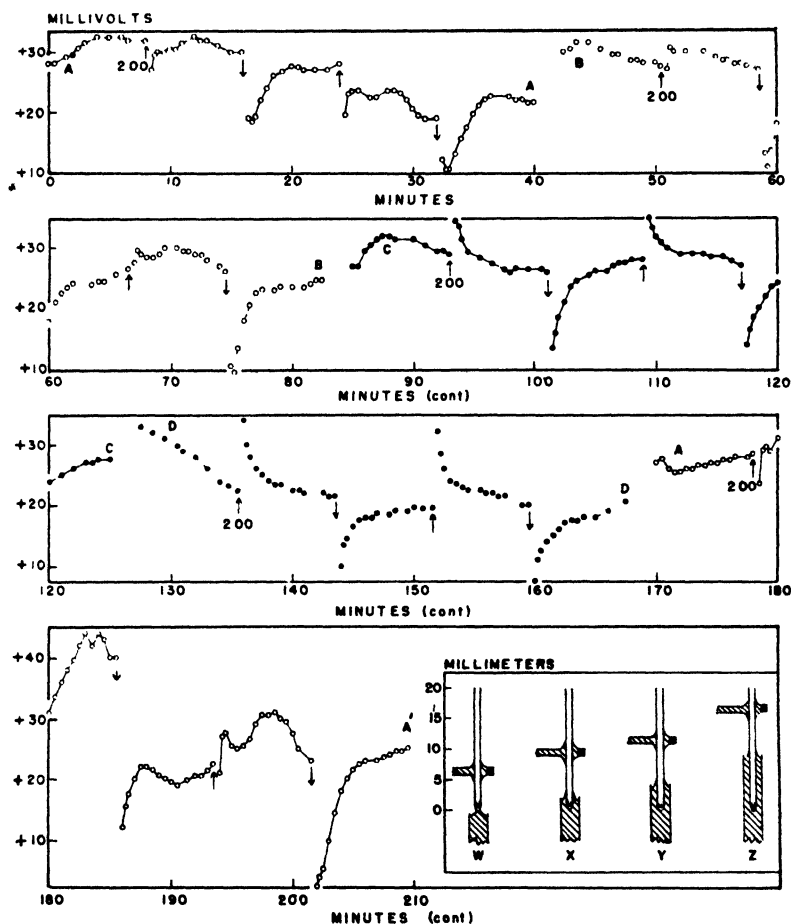 MILLIVOLTS
+30
+20
+10
A
200
A
B
200
0 10 20 30 40 50 60
MINUTES
+30
+20
+10
B
C
200
60 70 80 90 100 110 120
MINUTES (cont)
+30
+20
+10
C
D
200
D
A
200
120 130 140 150 160 170 180
MINUTES (cont)
+40
+30
+20
+10
A'
180 190 200 210
MINUTES (cont)
MILLIMETERS
20
15
10
5
0
W X Y Z